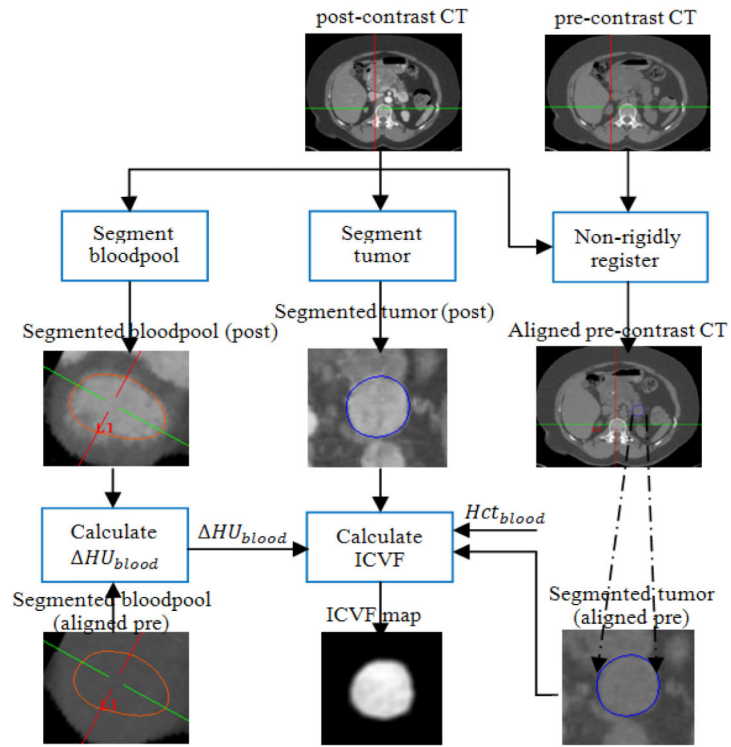 post-contrast CT
pre-contrast CT
Segment
bloodpool
Segment
tumor
Non-rigidly
register
Segmented bloodpool (post)
Segmented tumor (post)
Aligned pre-contrast CT
L1
Calculate
ΔHU_blood
ΔHU_blood
Calculate
ICVF
Hct_blood
Segmented bloodpool
(aligned pre)
ICVF map
Segmented tumor
(aligned pre)
L1